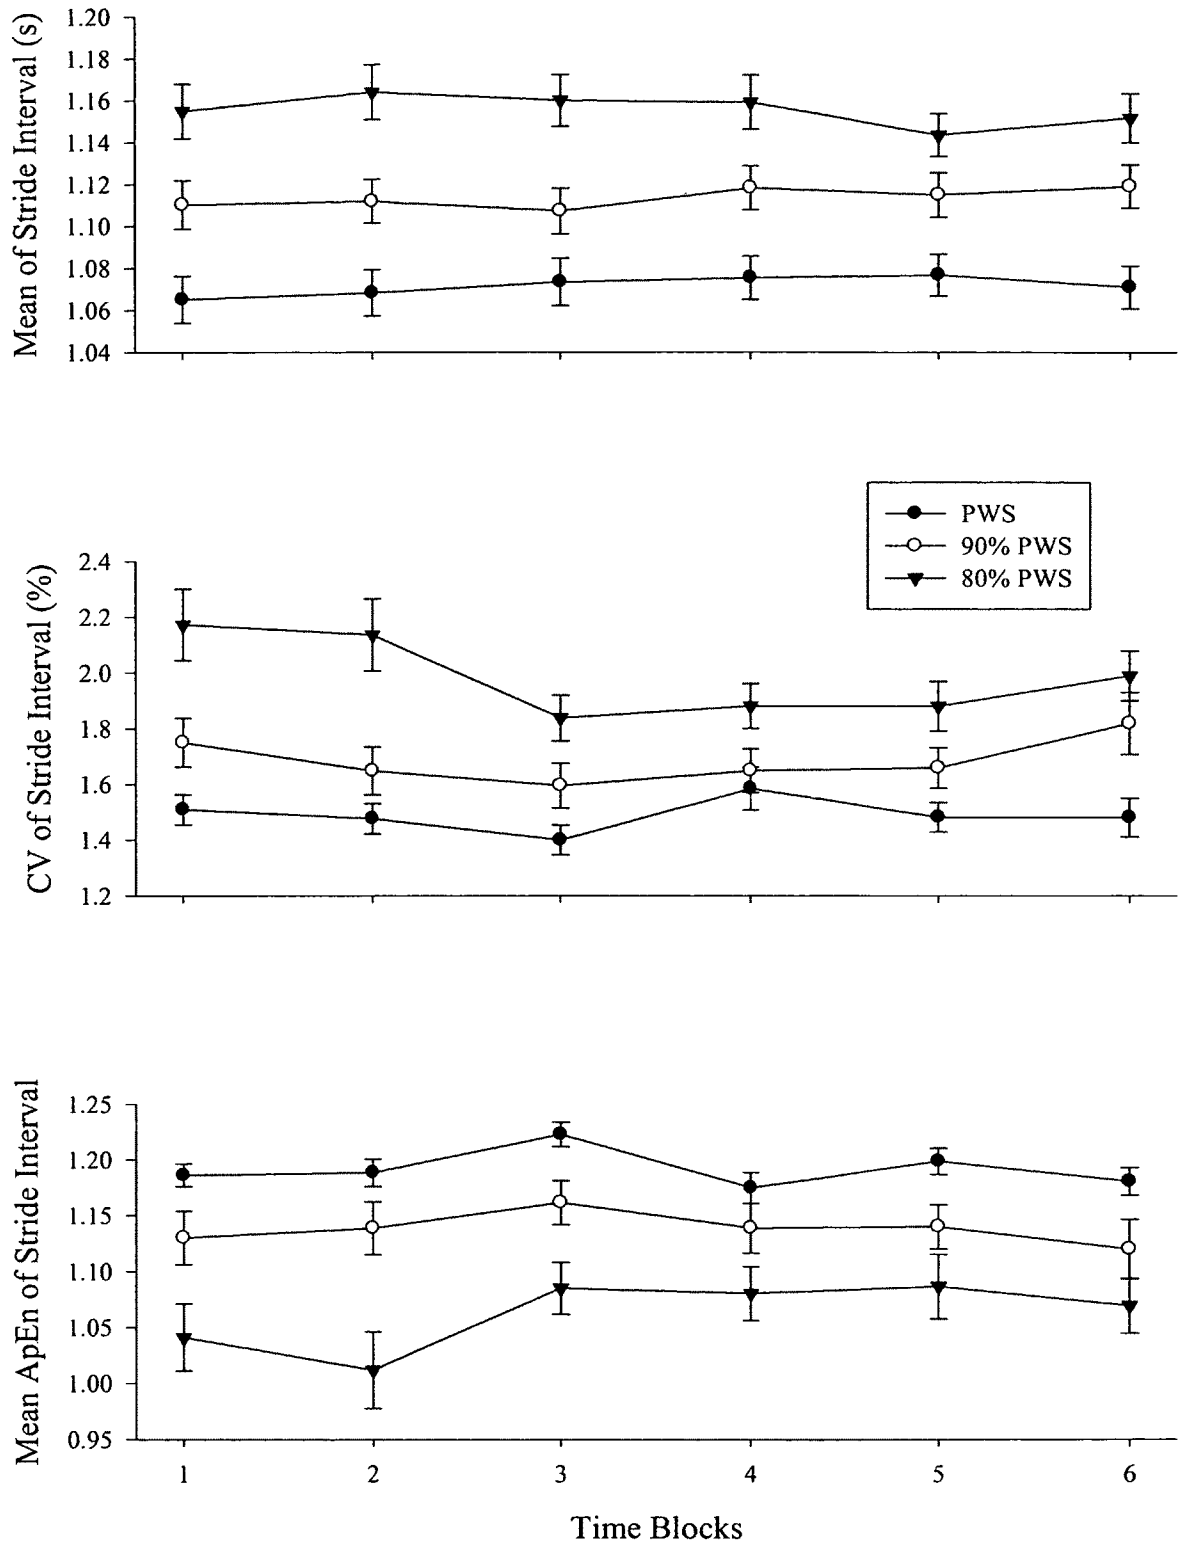 Mean of Stride Interval (s)
1.20
1.18
1.16
1.14
1.12
1.10
1.08
1.06
1.04
PWS
90% PWS
80% PWS
CV of Stride Interval (%)
2.4
2.2
2.0
1.8
1.6
1.4
1.2
Mean ApEn of Stride Interval
1.25
1.20
1.15
1.10
1.05
1.00
0.95
1 2 3 4 5 6
Time Blocks